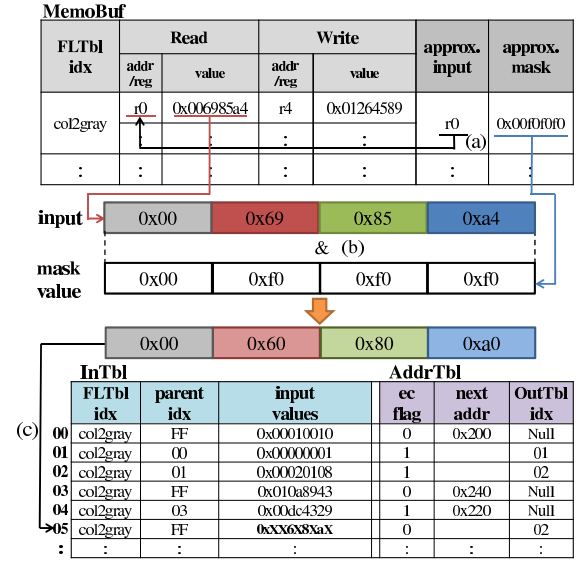 MemoBuf
FLTbl idx Read Write approx. input approx. mask
addr /reg value addr /reg value
col2gray r0 0x006985a4 r4 0x01264589 r0 0x00f0f0f0
: : : :
(a)
: : : : : : :
input 0x00 0x69 0x85 0xa4
& (b)
mask value 0x00 0xf0 0xf0 0xf0
0x00 0x60 0x80 0xa0
(c)
InTbl AddrTbl
FLTbl idx parent idx input values ec flag next addr OutTbl idx
00 col2gray FF 0x00010010 0 0x200 Null
01 col2gray 00 0x00000001 1 01
02 col2gray 01 0x00020108 1 02
03 col2gray FF 0x010a8943 0 0x240 Null
04 col2gray 03 0x00dc4329 1 0x220 Null
05 col2gray FF 0xXX6X8XaX 0 02
: : : : : : :